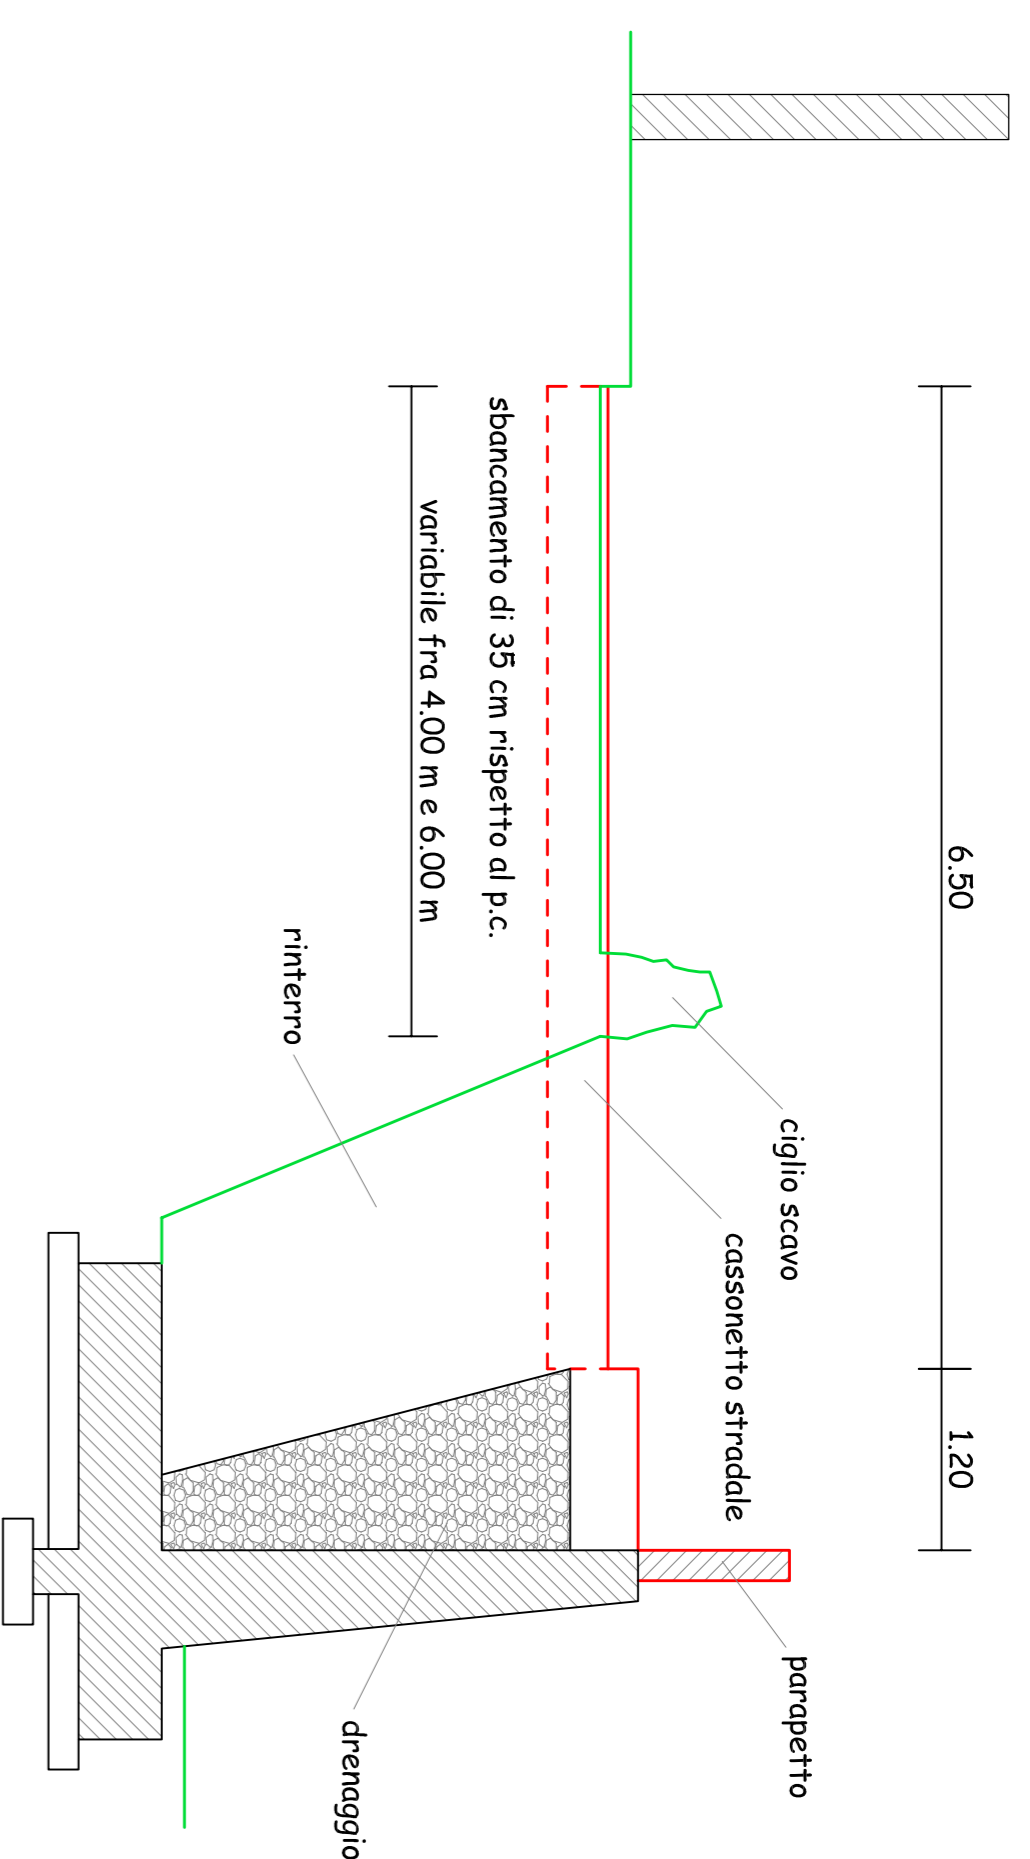 6.50
1.20
parapetto
ciglio scavo
cassonetto stradale
sbancamento di 35 cm rispetto al p.c.
variabile fra 4.00 m e 6.00 m
drenaggio
rinterro